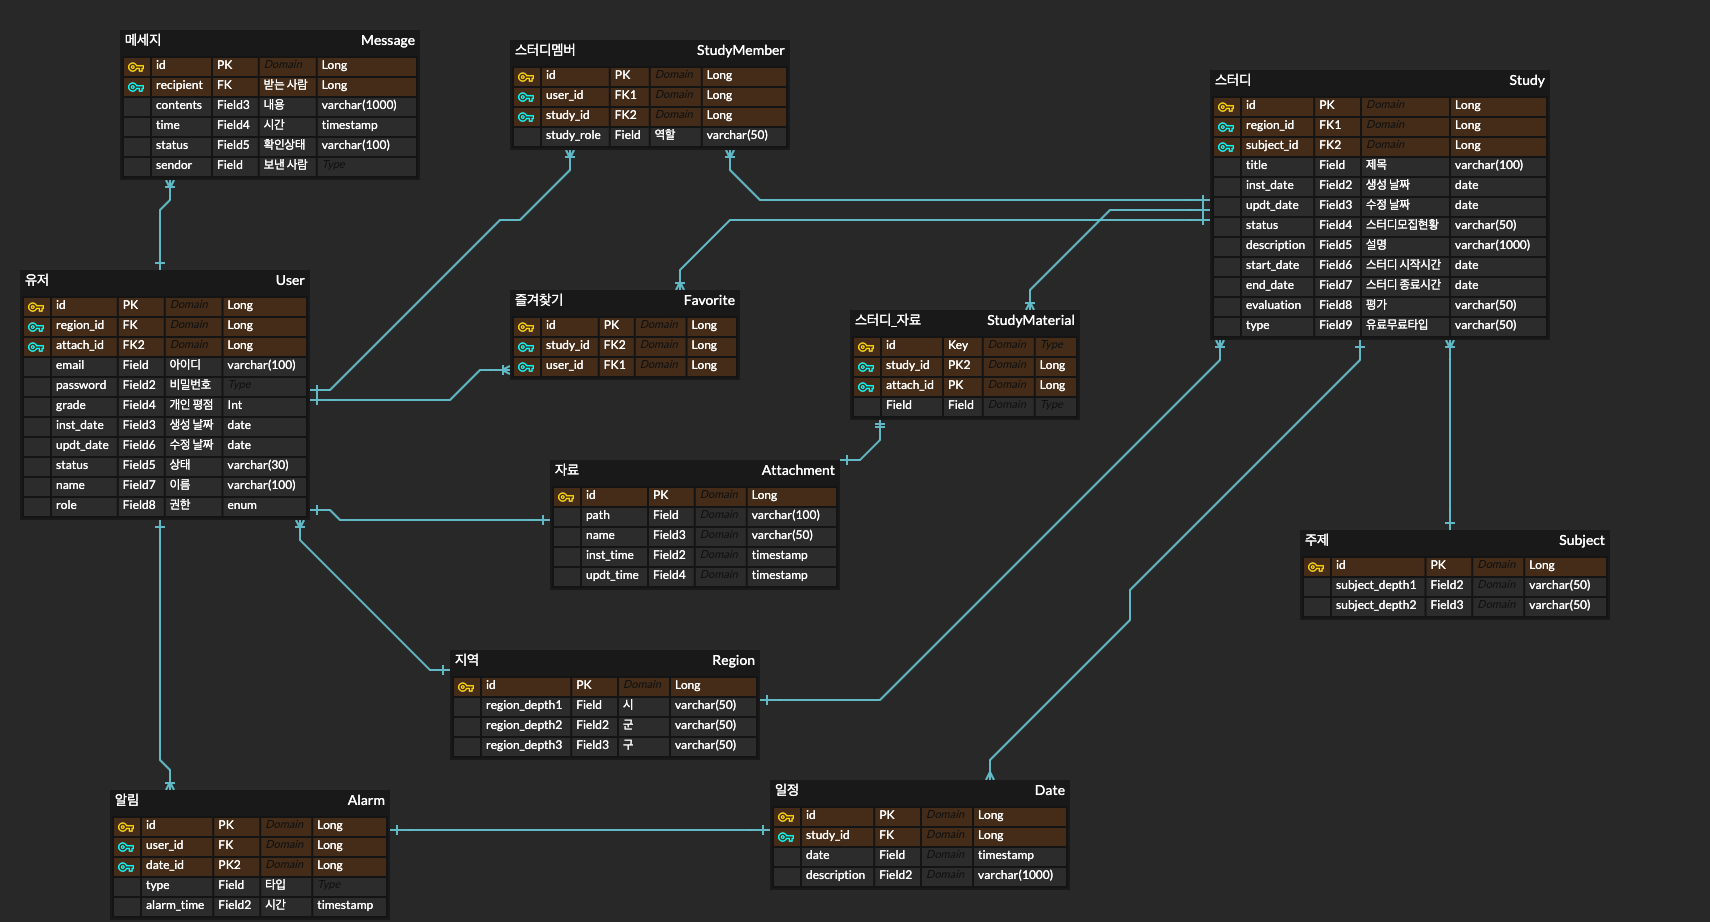 메세지 Message
id PK Domain Long
recipient FK 받는 사람 Long
contents Field3 내용 varchar(1000)
time Field4 시간 timestamp
status Field5 확인상태 varchar(100)
sendor Field 보낸 사람 Type
스터디멤버 StudyMember
id PK Domain Long
user_id FK1 Domain Long
study_id FK2 Domain Long
study_role Field 역할 varchar(50)
스터디 Study
id PK Domain Long
region_id FK1 Domain Long
subject_id FK2 Domain Long
title Field 제목 varchar(100)
inst_date Field2 생성 날짜 date
updt_date Field3 수정 날짜 date
status Field4 스터디모집현황 varchar(50)
description Field5 설명 varchar(1000)
start_date Field6 스터디 시작시간 date
end_date Field7 스터디 종료시간 date
evaluation Field8 평가 varchar(50)
type Field9 유료무료타입 varchar(50)
유저 User
id PK Domain Long
region_id FK Domain Long
attach_id FK2 Domain Long
email Field 아이디 varchar(100)
password Field2 비밀번호 Type
grade Field4 개인 평점 Int
inst_date Field3 생성 날짜 date
updt_date Field6 수정 날짜 date
status Field5 상태 varchar(30)
name Field7 이름 varchar(100)
role Field8 권한 enum
즐겨찾기 Favorite
id PK Domain Long
study_id FK2 Domain Long
user_id FK1 Domain Long
스터디_자료 StudyMaterial
id Key Domain Type
study_id PK2 Domain Long
attach_id PK Domain Long
Field Field Domain Type
자료 Attachment
id PK Domain Long
path Field Domain varchar(100)
name Field3 Domain varchar(50)
inst_time Field2 Domain timestamp
updt_time Field4 Domain timestamp
주제 Subject
id PK Domain Long
subject_depth1 Field2 Domain varchar(50)
subject_depth2 Field3 Domain varchar(50)
지역 Region
id PK Domain Long
region_depth1 Field 시 varchar(50)
region_depth2 Field2 군 varchar(50)
region_depth3 Field3 구 varchar(50)
알림 Alarm
id PK Domain Long
user_id FK Domain Long
date_id PK2 Domain Long
type Field 타입 Type
alarm_time Field2 시간 timestamp
일정 Date
id PK Domain Long
study_id FK Domain Long
date Field Domain timestamp
description Field2 Domain varchar(1000)